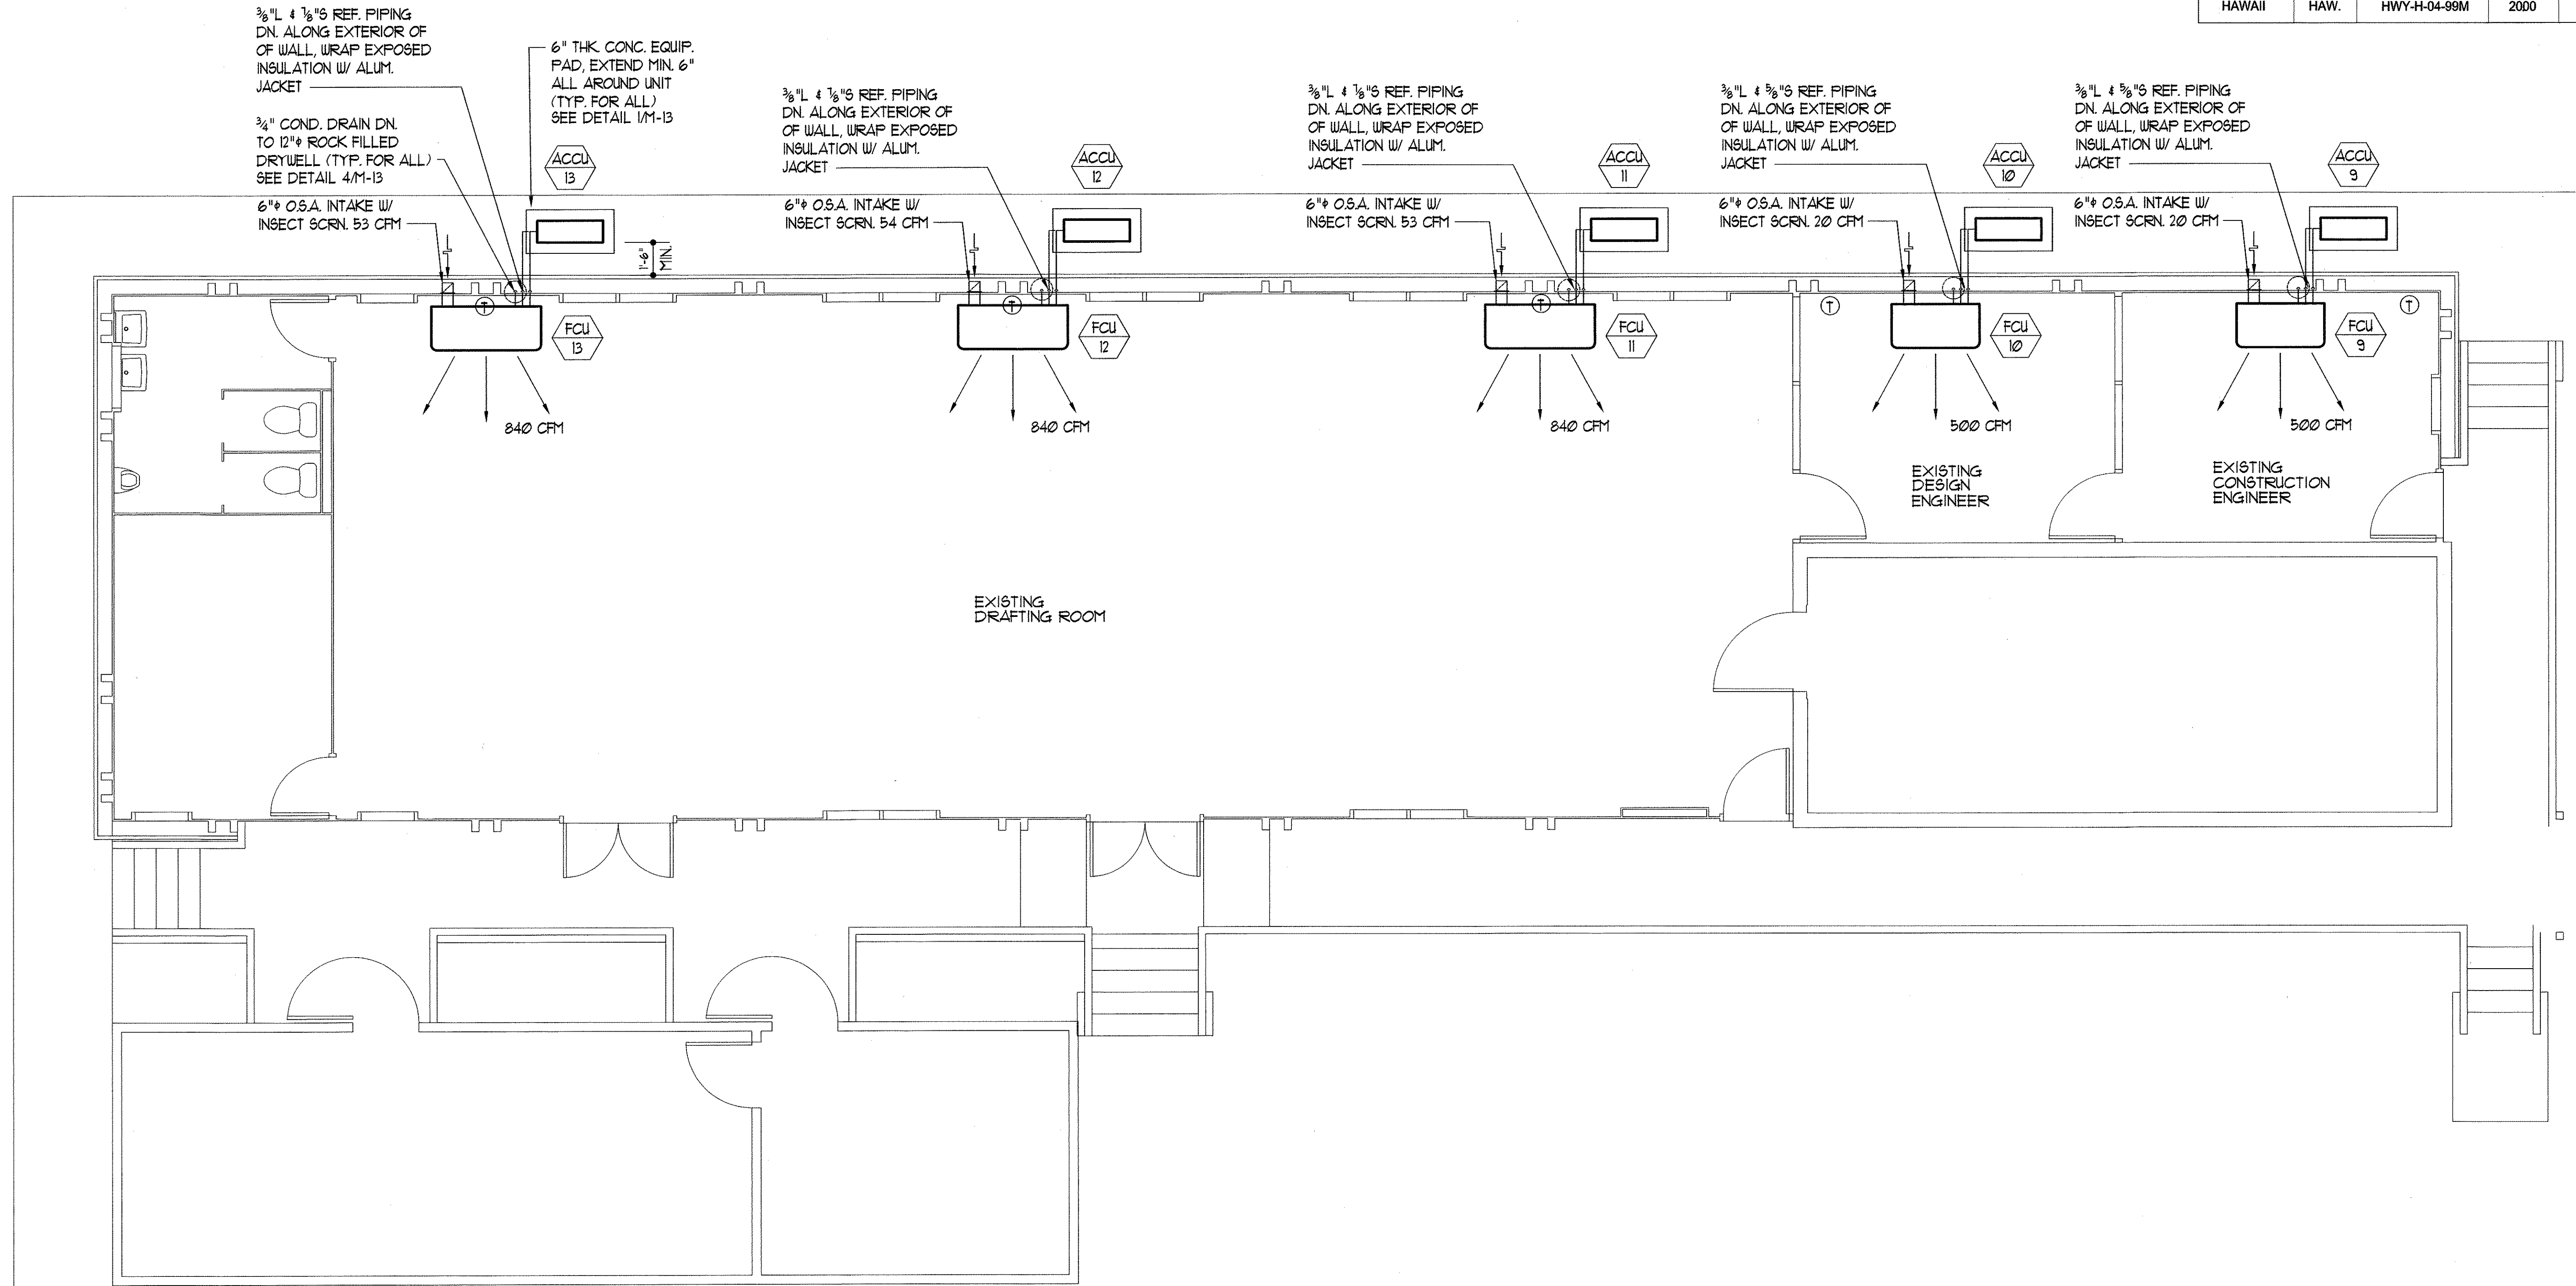 HAWAII HAW. HWY-H-04-99M 2000
⅜"L & ⅞"S REF. PIPING
DN. ALONG EXTERIOR OF
OF WALL, WRAP EXPOSED
INSULATION W/ ALUM.
JACKET
¾" COND. DRAIN DN.
TO 12"φ ROCK FILLED
DRYWELL (TYP. FOR ALL)
SEE DETAIL 4/M-13
6"φ O.S.A. INTAKE W/
INSECT SCRN. 53 CFM
6" THK. CONC. EQUIP.
PAD, EXTEND MIN. 6"
ALL AROUND UNIT
(TYP. FOR ALL)
SEE DETAIL 1/M-13
ACCU
13
1'-6"
MIN.
⅜"L & ⅞"S REF. PIPING
DN. ALONG EXTERIOR OF
OF WALL, WRAP EXPOSED
INSULATION W/ ALUM.
JACKET
6"φ O.S.A. INTAKE W/
INSECT SCRN. 54 CFM
ACCU
12
⅜"L & ⅞"S REF. PIPING
DN. ALONG EXTERIOR OF
OF WALL, WRAP EXPOSED
INSULATION W/ ALUM.
JACKET
6"φ O.S.A. INTAKE W/
INSECT SCRN. 53 CFM
ACCU
11
⅜"L & ⅝"S REF. PIPING
DN. ALONG EXTERIOR OF
OF WALL, WRAP EXPOSED
INSULATION W/ ALUM.
JACKET
6"φ O.S.A. INTAKE W/
INSECT SCRN. 20 CFM
ACCU
10
⅜"L & ⅝"S REF. PIPING
DN. ALONG EXTERIOR OF
OF WALL, WRAP EXPOSED
INSULATION W/ ALUM.
JACKET
6"φ O.S.A. INTAKE W/
INSECT SCRN. 20 CFM
ACCU
9
T
FCU
13
T
FCU
12
T
FCU
11
T
FCU
10
FCU
9
T
840 CFM
840 CFM
840 CFM
500 CFM
500 CFM
EXISTING
DESIGN
ENGINEER
EXISTING
CONSTRUCTION
ENGINEER
EXISTING
DRAFTING ROOM